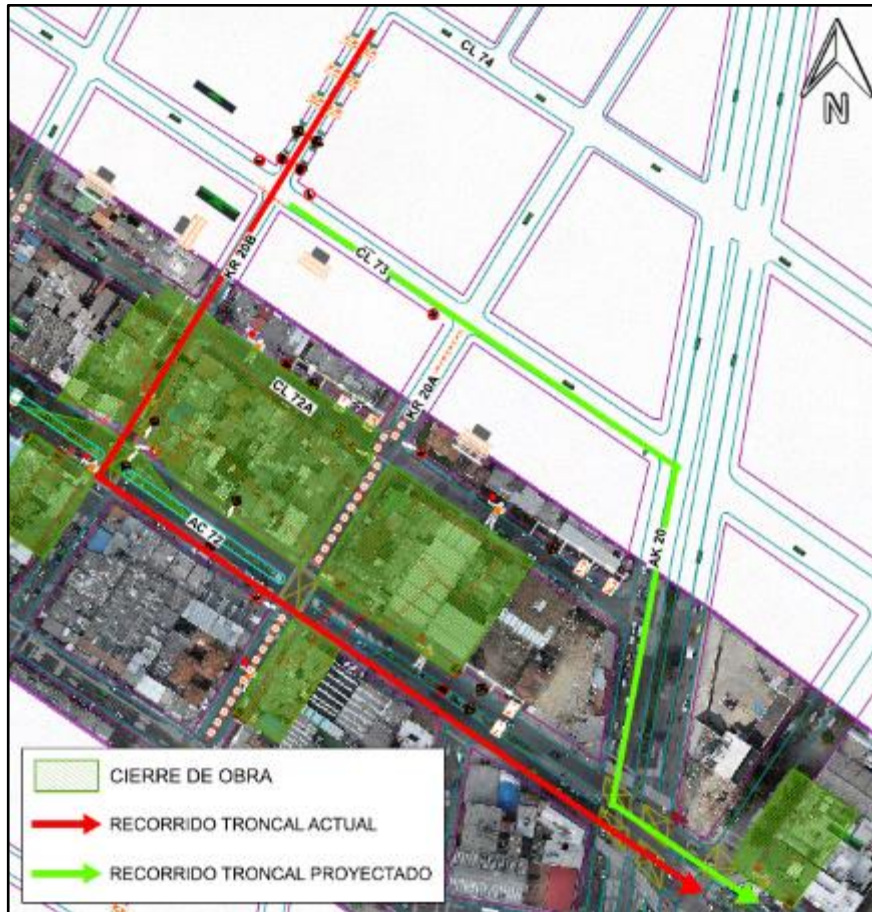 CL 74
N
KR 20B
CL 73
CL 72A
KR 20A
AC 72
AK 20
CIERRE DE OBRA
RECORRIDO TRONCAL ACTUAL
RECORRIDO TRONCAL PROYECTADO